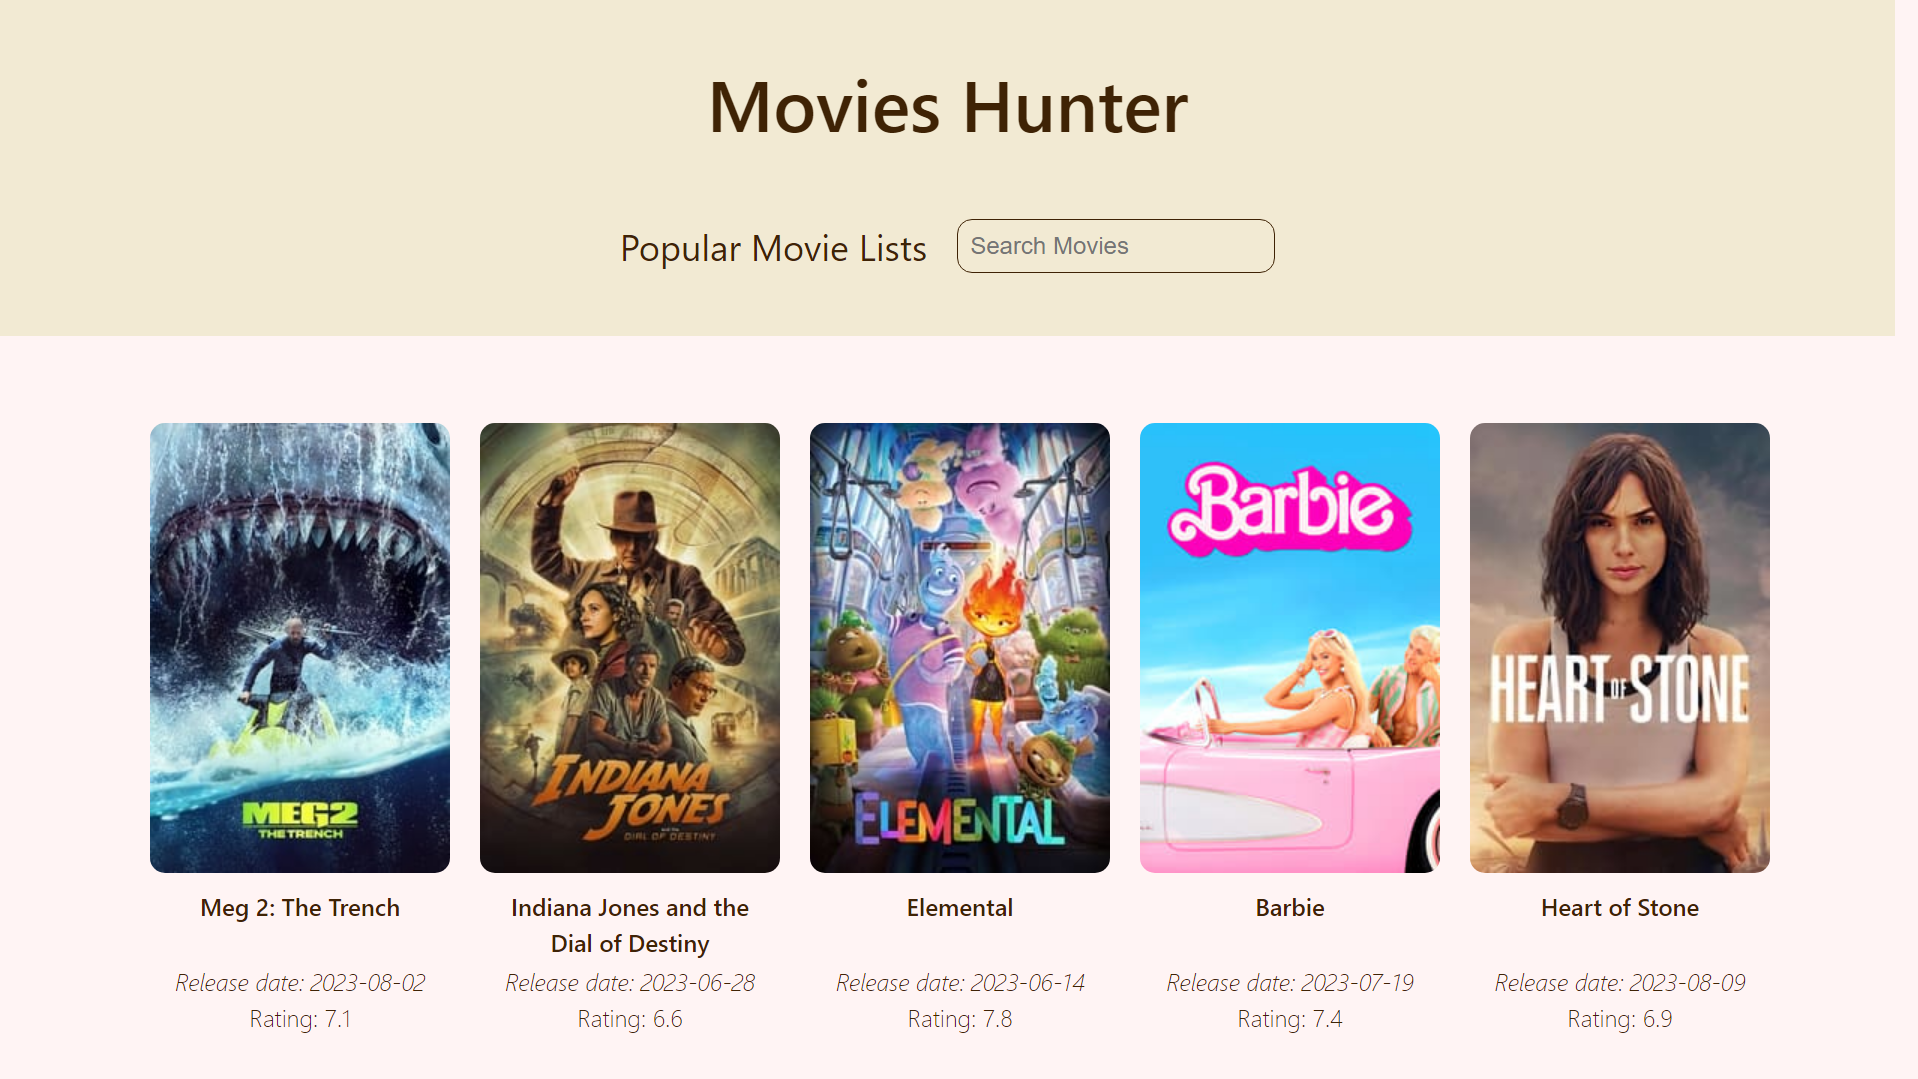 Movies Hunter
Popular Movie Lists
Search Movies
MEG2
THE TRENCH
INDIANA
JONES
and the
DIAL OF DESTINY
ELEMENTAL
Barbie
HEART OF STONE
Meg 2: The Trench
Release date: 2023-08-02
Rating: 7.1
Indiana Jones and the
Dial of Destiny
Release date: 2023-06-28
Rating: 6.6
Elemental
Release date: 2023-06-14
Rating: 7.8
Barbie
Release date: 2023-07-19
Rating: 7.4
Heart of Stone
Release date: 2023-08-09
Rating: 6.9